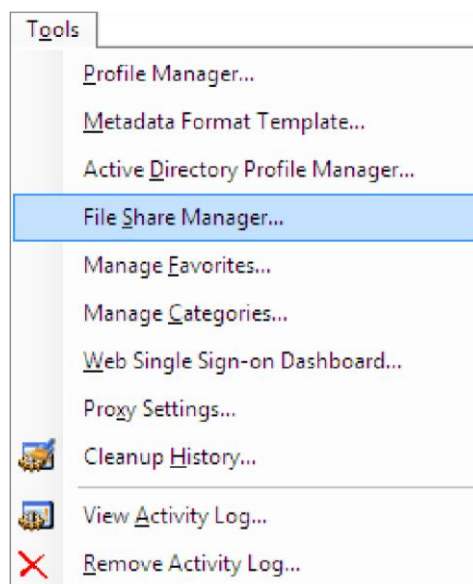 Tools
Profile Manager...
Metadata Format Template...
Active Directory Profile Manager...
File Share Manager...
Manage Favorites...
Manage Categories...
Web Single Sign-on Dashboard...
Proxy Settings...
Cleanup History...
View Activity Log...
Remove Activity Log...